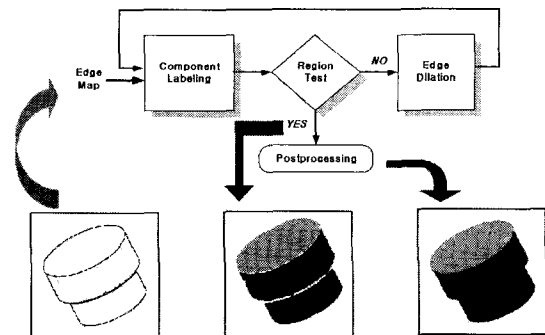 Edge
Map
Component
Labeling
Region
Test
NO
Edge
Dilation
YES
Postprocessing